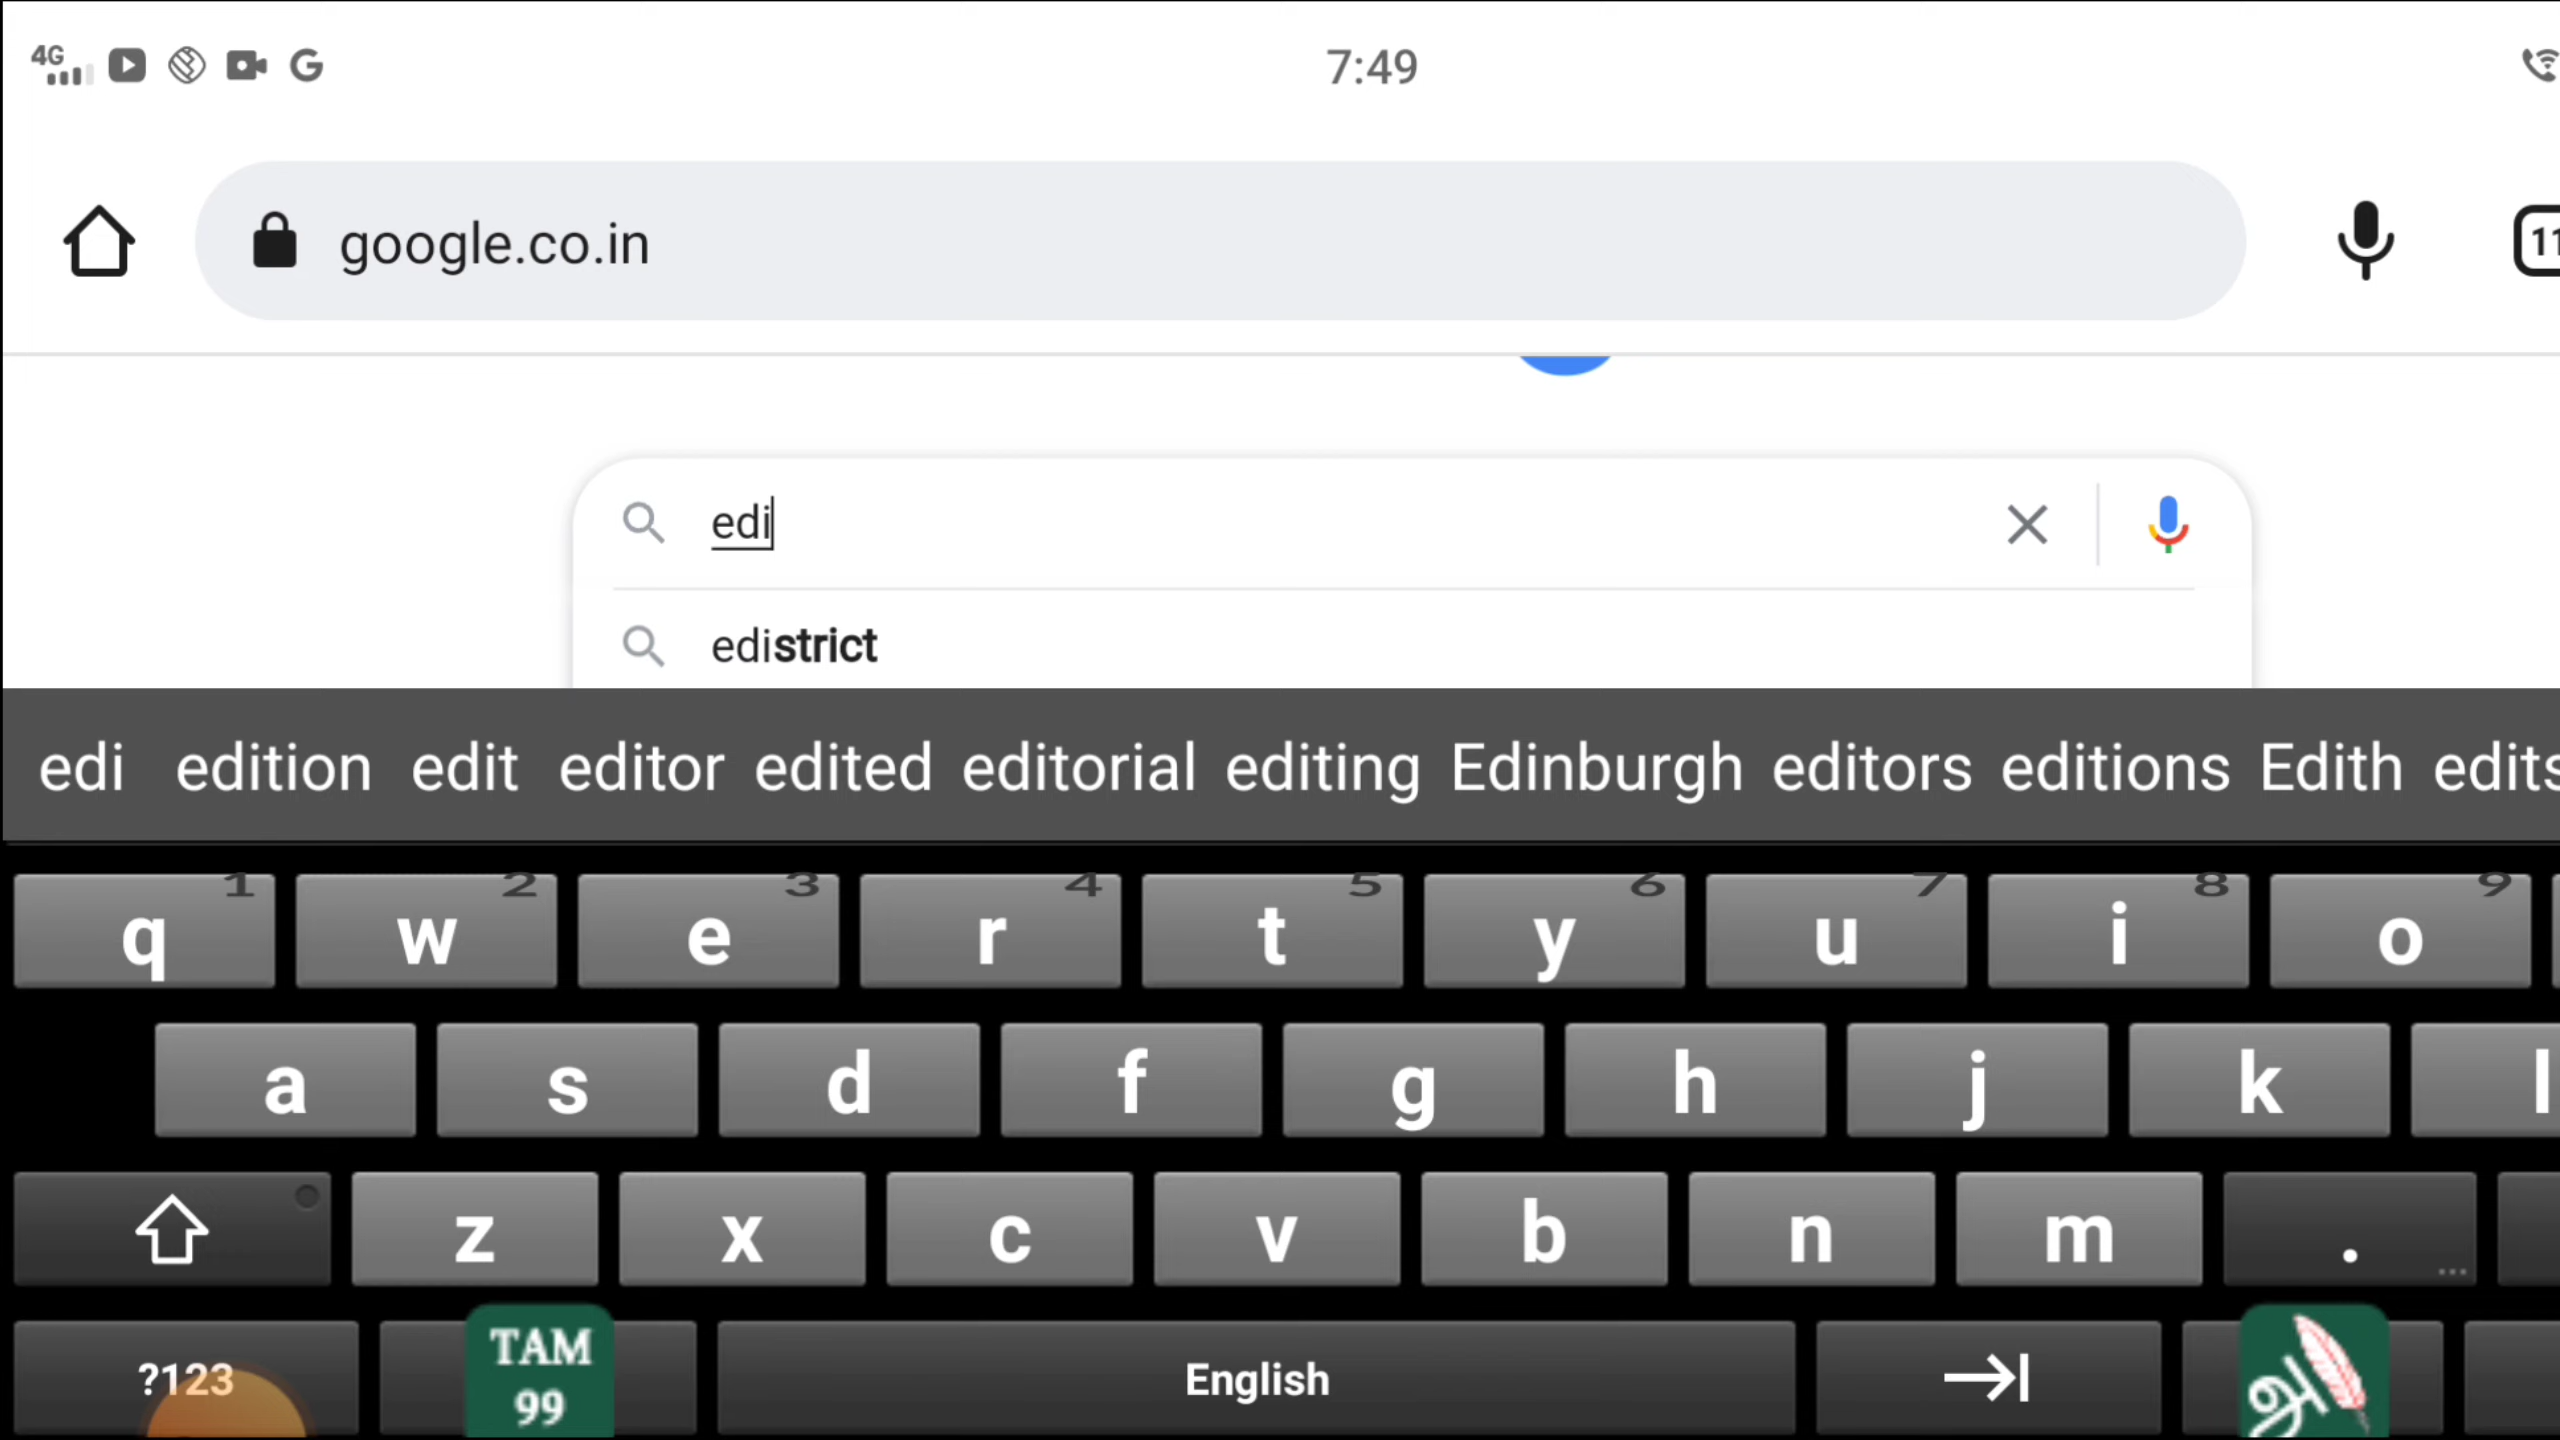 4G 7:49
google.co.in 11
edi
edistrict
edi edition edit editor edited editorial editing Edinburgh editors editions Edith edits
1 2 3 4 5 6 7 8 9
q w e r t y u i o
a s d f g h j k l
z x c v b n m .
?123 TAM 99 English அ